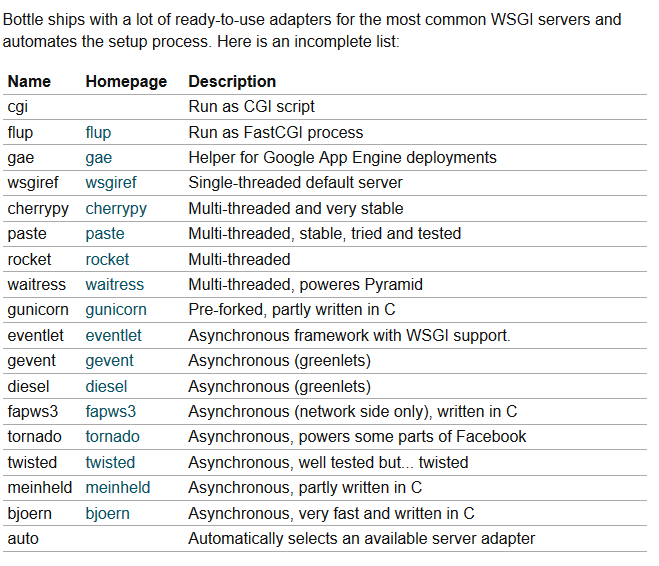 Bottle ships with a lot of ready-to-use adapters for the most common WSGI servers and
automates the setup process. Here is an incomplete list:
Name Homepage Description
cgi Run as CGI script
flup flup Run as FastCGI process
gae gae Helper for Google App Engine deployments
wsgiref wsgiref Single-threaded default server
cherrypy cherrypy Multi-threaded and very stable
paste paste Multi-threaded, stable, tried and tested
rocket rocket Multi-threaded
waitress waitress Multi-threaded, poweres Pyramid
gunicorn gunicorn Pre-forked, partly written in C
eventlet eventlet Asynchronous framework with WSGI support.
gevent gevent Asynchronous (greenlets)
diesel diesel Asynchronous (greenlets)
fapws3 fapws3 Asynchronous (network side only), written in C
tornado tornado Asynchronous, powers some parts of Facebook
twisted twisted Asynchronous, well tested but... twisted
meinheld meinheld Asynchronous, partly written in C
bjoern bjoern Asynchronous, very fast and written in C
auto Automatically selects an available server adapter